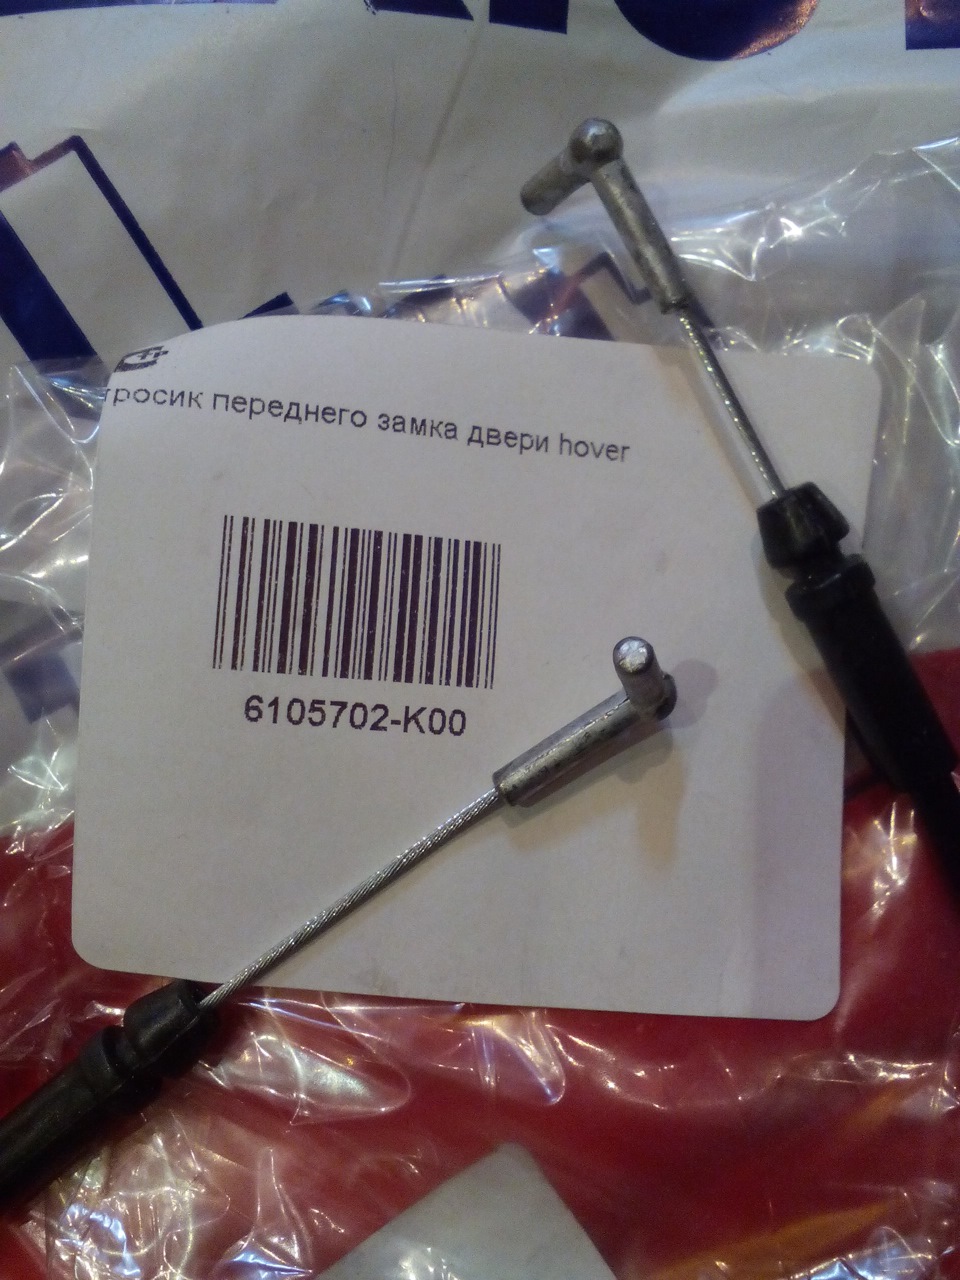 тросик переднего замка двери hover
6105702-K00